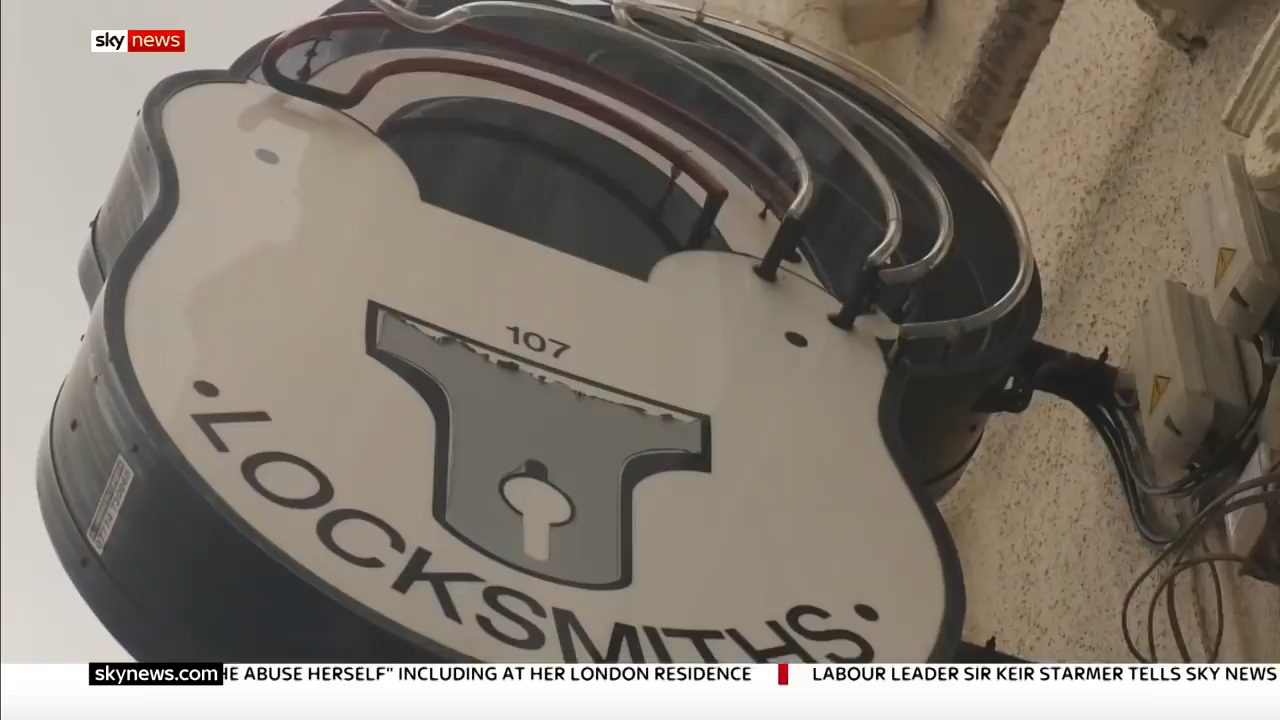 sky news
107
• LOCKSMITHS •
skynews.com
HE ABUSE HERSELF" INCLUDING AT HER LONDON RESIDENCE
LABOUR LEADER SIR KEIR STARMER TELLS SKY NEWS